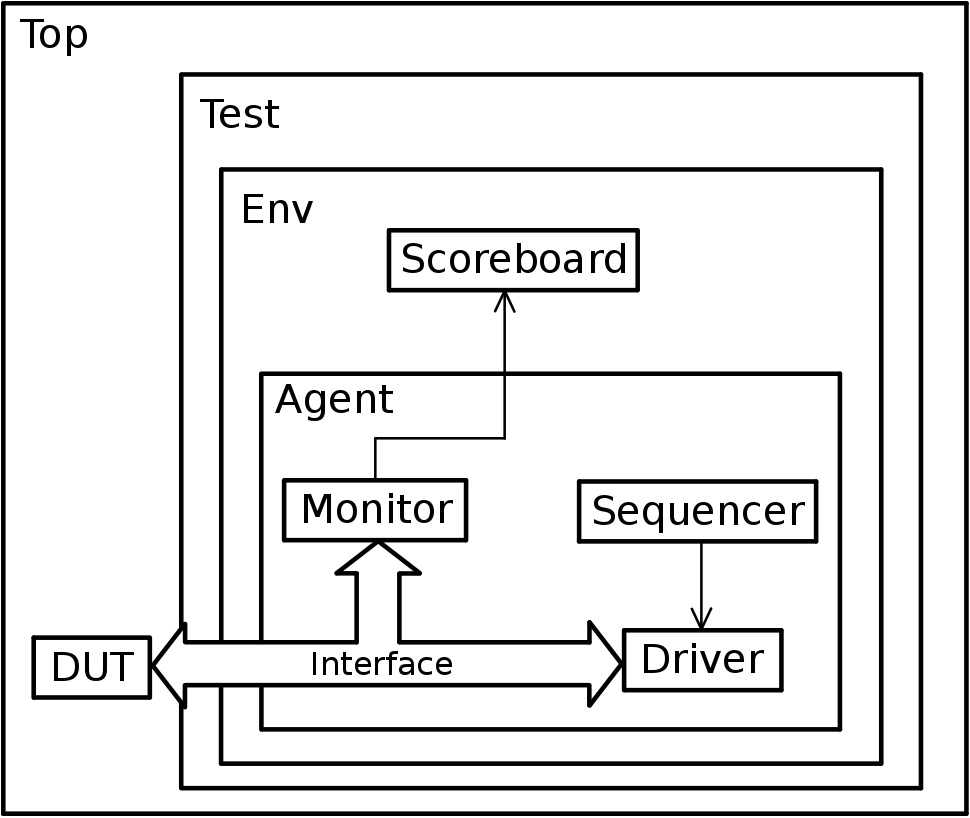 Top
Test
Env
Scoreboard
Agent
Monitor
Sequencer
DUT
Interface
Driver